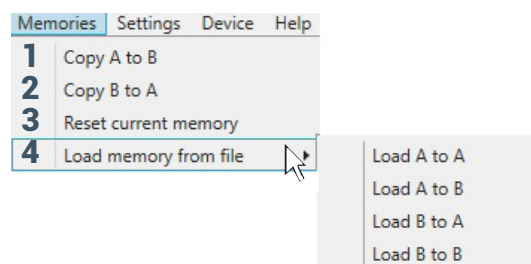 Memories Settings Device Help
1 Copy A to B
2 Copy B to A
3 Reset current memory
4 Load memory from file
Load A to A
Load A to B
Load B to A
Load B to B